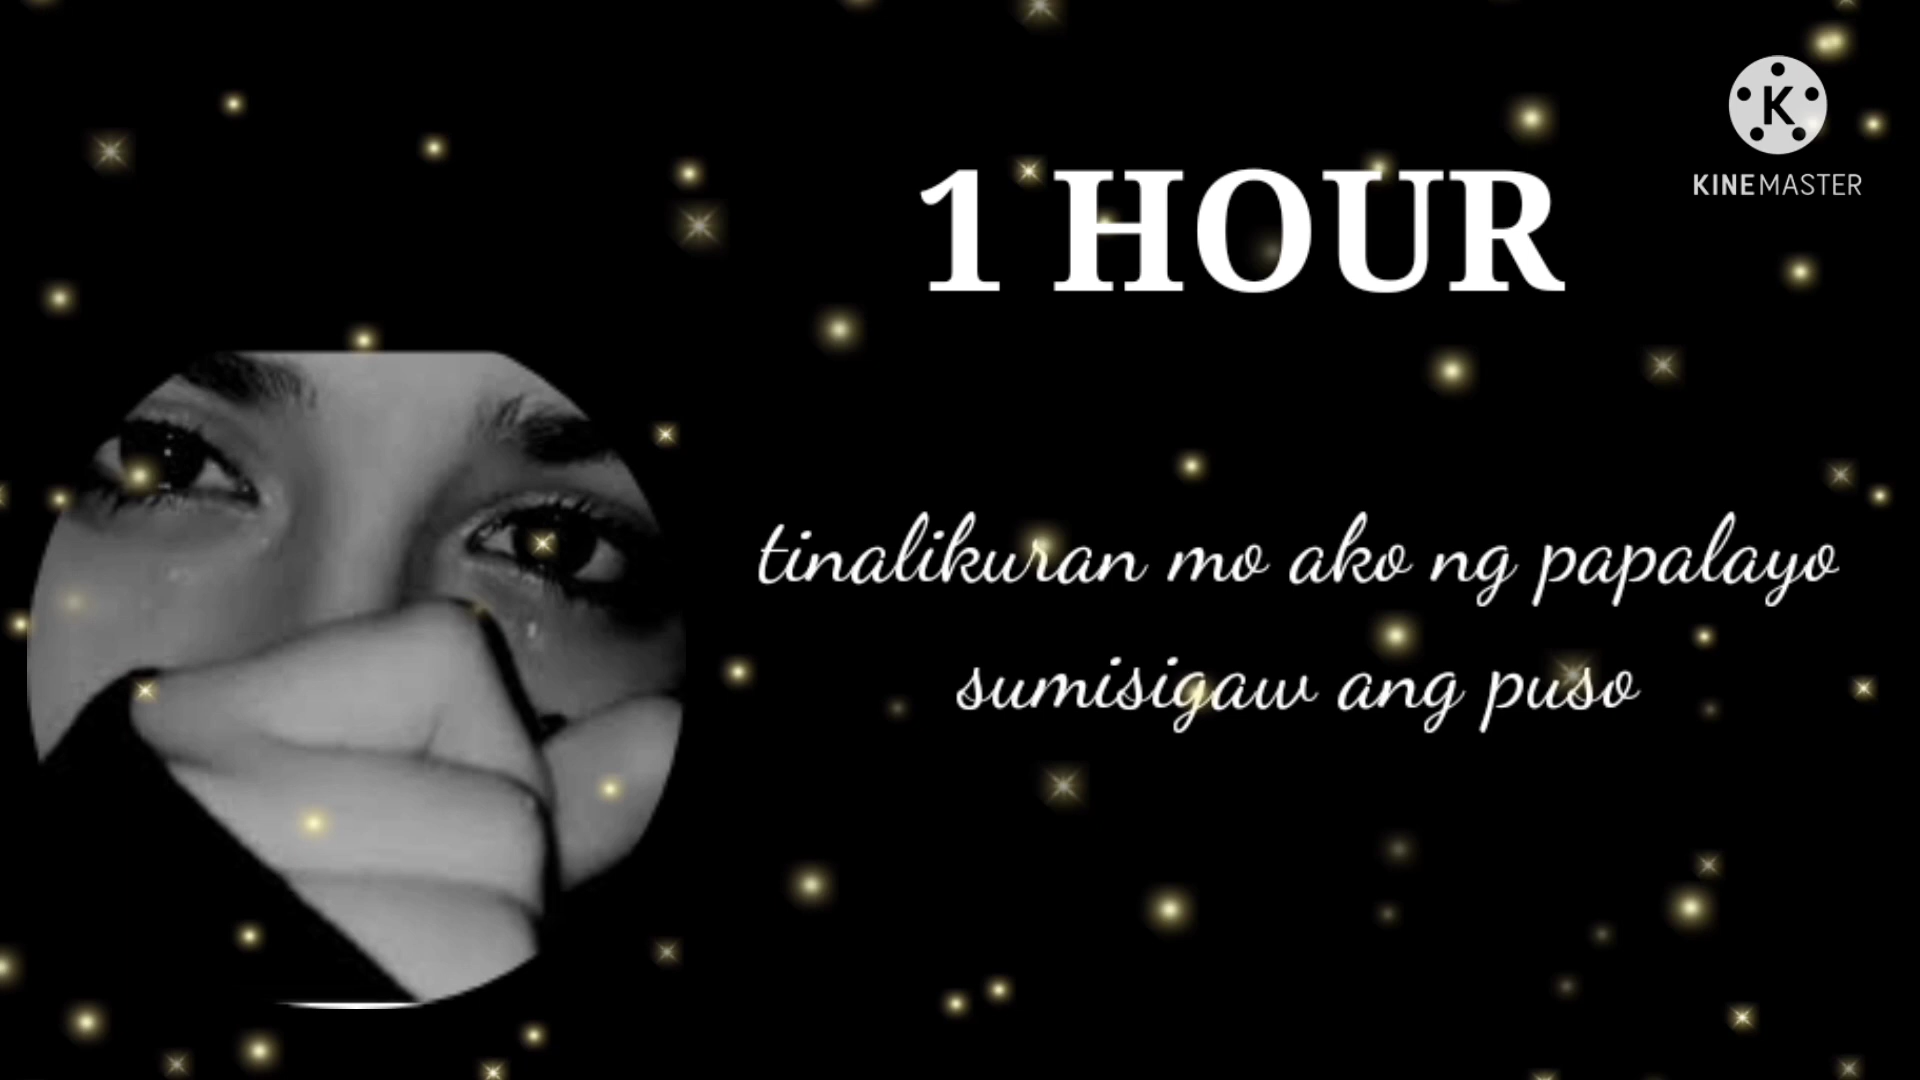 K
KINEMASTER
1 HOUR
tinalikuran mo ako ng papalayo
sumisigaw ang puso